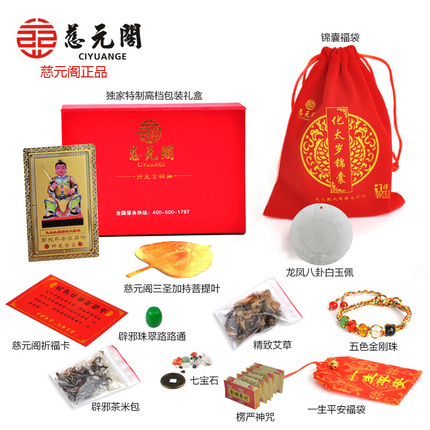 慈元阁
CIYUANGE
慈元阁正品
锦囊福袋
独家特制高档包装礼盒
慈元阁
慈元阁
全国服务热线：400-600-1797
化太岁锦囊
慈元阁三圣加持菩提叶
龙凤八卦白玉佩
慈元阁祈福卡
辟邪珠翠路路通
精致艾草
五色金刚珠
辟邪茶米包
七宝石
楞严神咒
一生平安福袋
一生平安